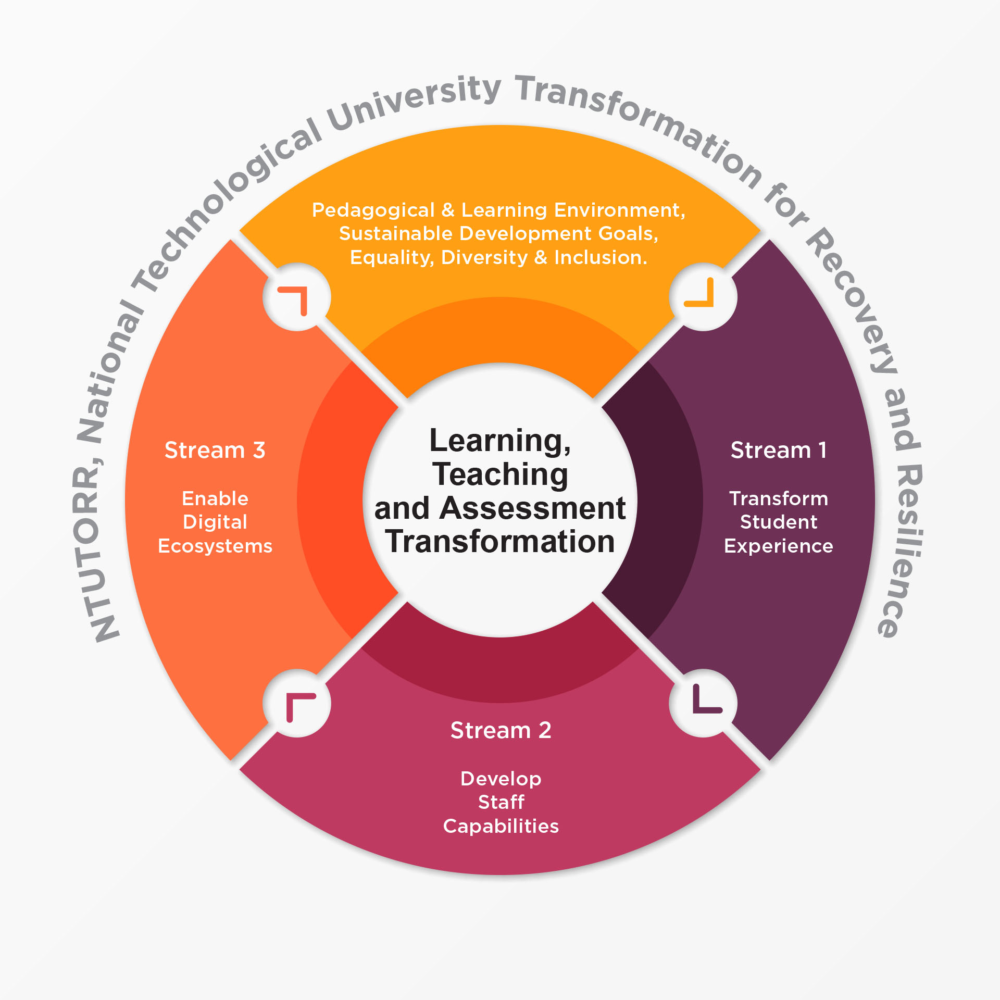 NTUTORR, National Technological University Transformation for Recovery and Resilience
Pedagogical & Learning Environment,
Sustainable Development Goals,
Equality, Diversity & Inclusion.
Learning,
Teaching
and Assessment
Transformation
Stream 1
Transform
Student
Experience
Stream 2
Develop
Staff
Capabilities
Stream 3
Enable
Digital
Ecosystems